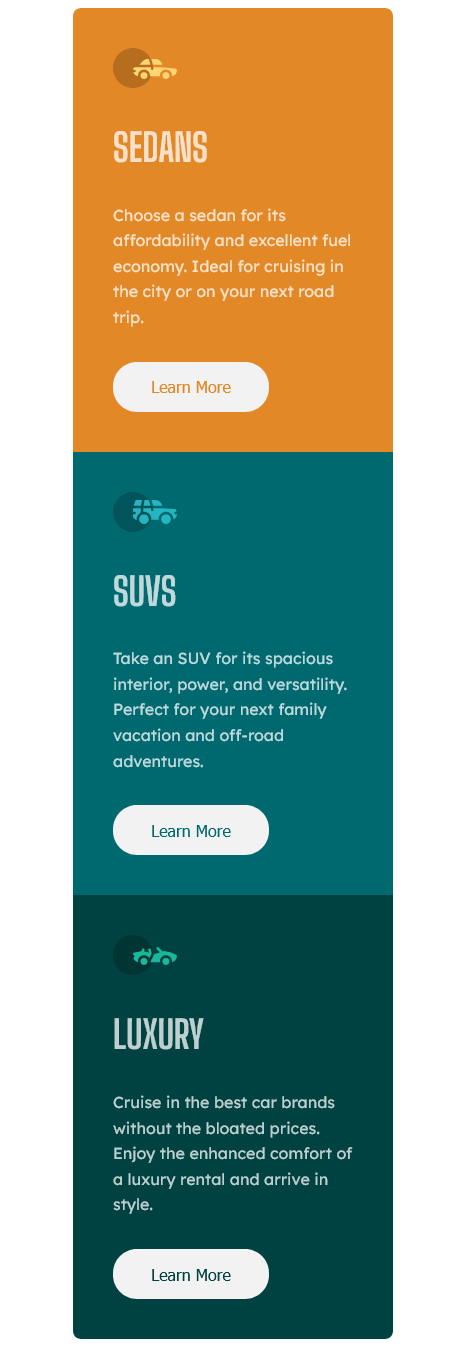 SEDANS
Choose a sedan for its
affordability and excellent fuel
economy. Ideal for cruising in
the city or on your next road
trip.
Learn More
SUVS
Take an SUV for its spacious
interior, power, and versatility.
Perfect for your next family
vacation and off-road
adventures.
Learn More
LUXURY
Cruise in the best car brands
without the bloated prices.
Enjoy the enhanced comfort of
a luxury rental and arrive in
style.
Learn More